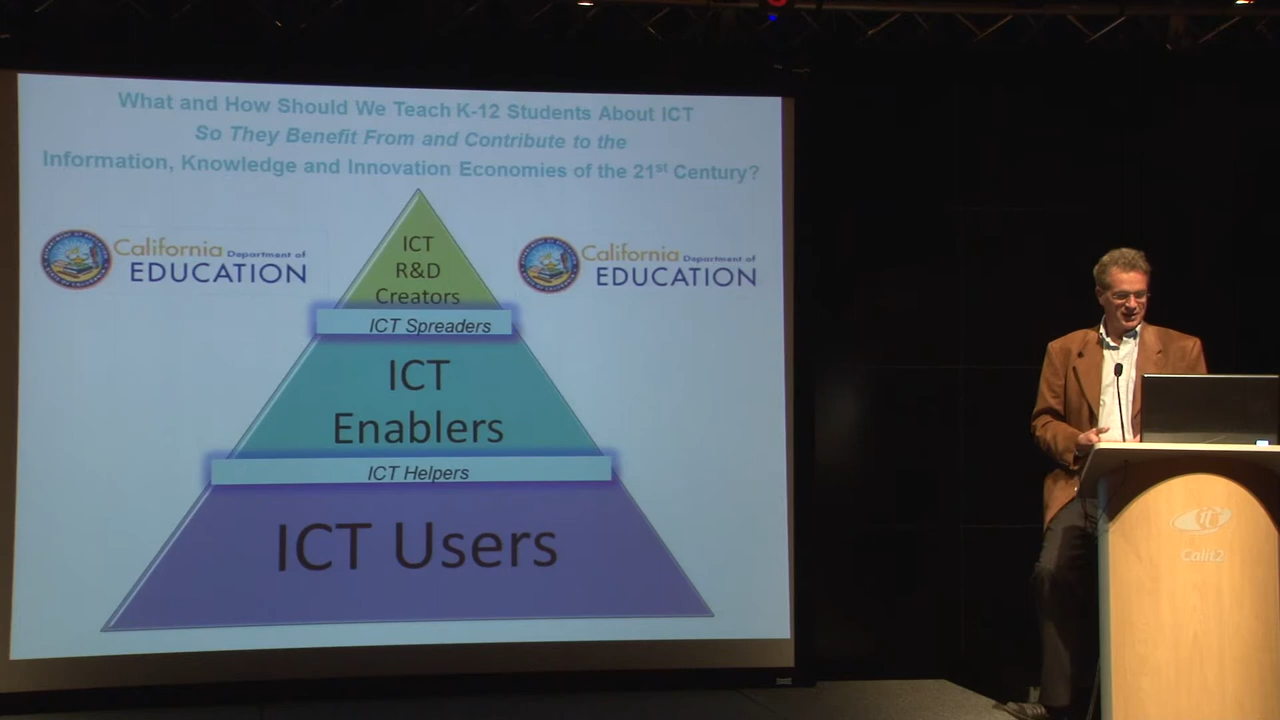 What and How Should We Teach K-12 Students About ICT
So They Benefit From and Contribute to the
Information, Knowledge and Innovation Economies of the 21st Century?
California Department of
EDUCATION
California Department of
EDUCATION
ICT
R&D
Creators
ICT Spreaders
ICT
Enablers
ICT Helpers
ICT Users
Calit2